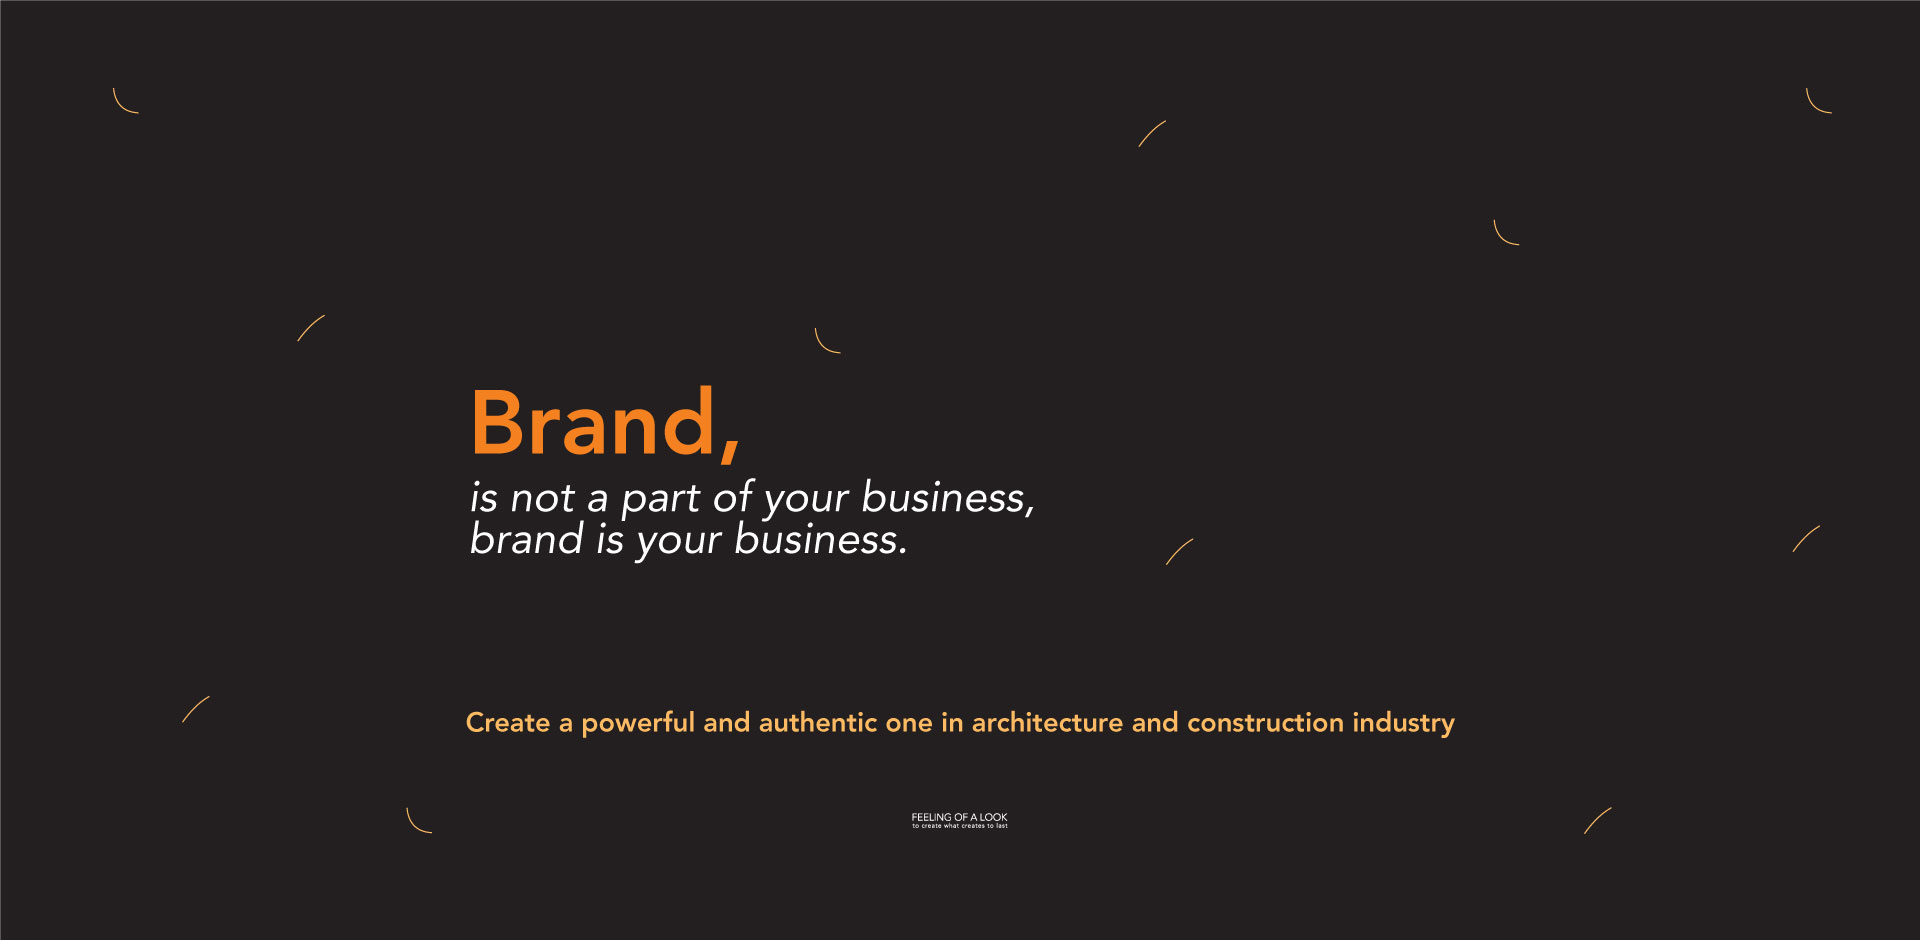 Brand,
is not a part of your business,
brand is your business.
Create a powerful and authentic one in architecture and construction industry
FEELING OF A LOOK
to create what creates to last